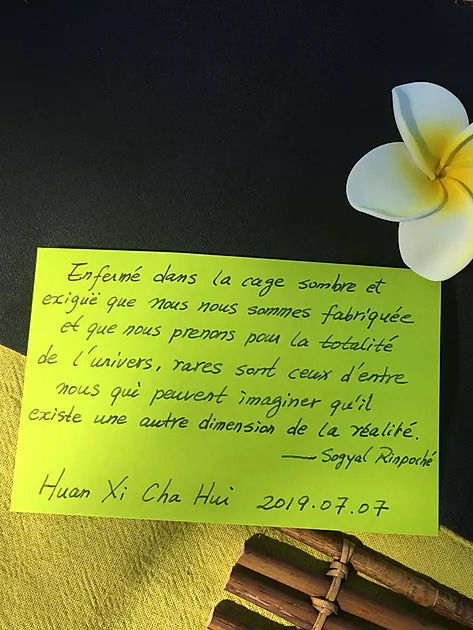 Enfermé dans la cage sombre et
exiguë que nous nous sommes fabriquée
et que nous prenons pour la totalité
de l'univers, rares sont ceux d'entre
nous qui peuvent imaginer qu'il
existe une autre dimension de la réalité.
— Sogyal Rinpoché
Huan Xi Cha Hui 2019.07.07